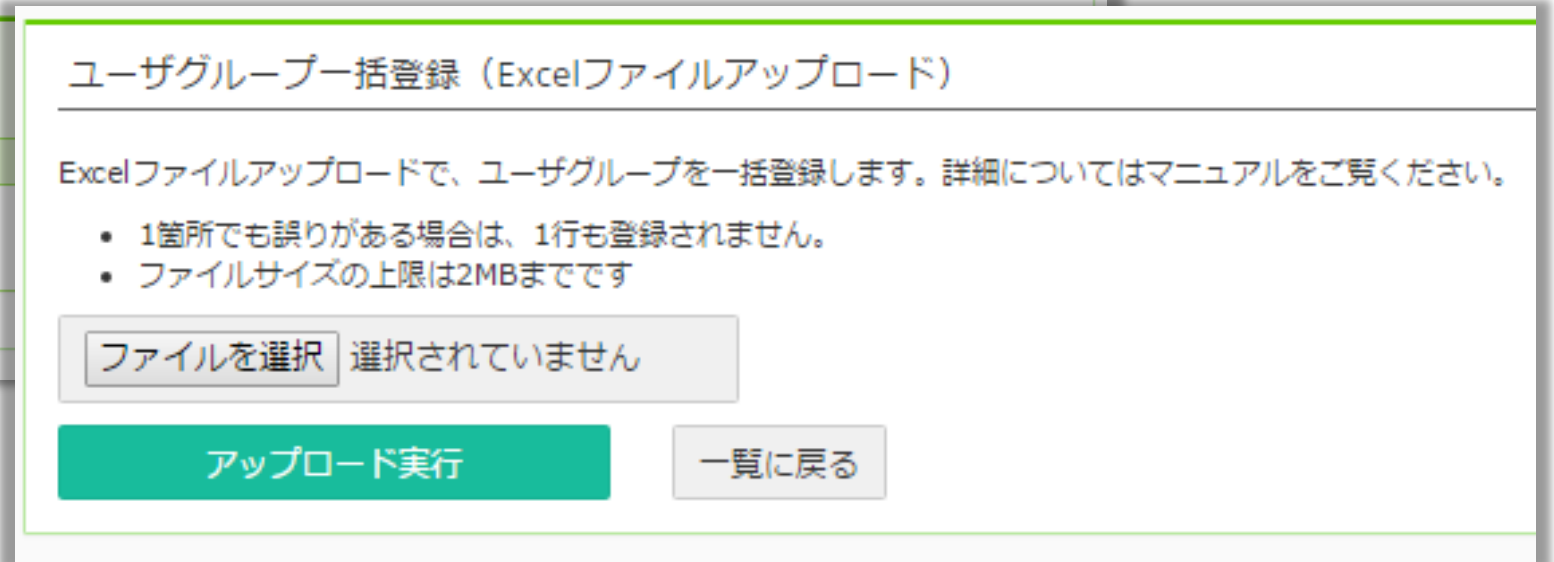 ユーザグループ一括登録（Excelファイルアップロード）
Excelファイルアップロードで、ユーザグループを一括登録します。詳細についてはマニュアルをご覧ください。
• 1箇所でも誤りがある場合は、1行も登録されません。
• ファイルサイズの上限は2MBまでです
ファイルを選択 選択されていません
アップロード実行 一覧に戻る